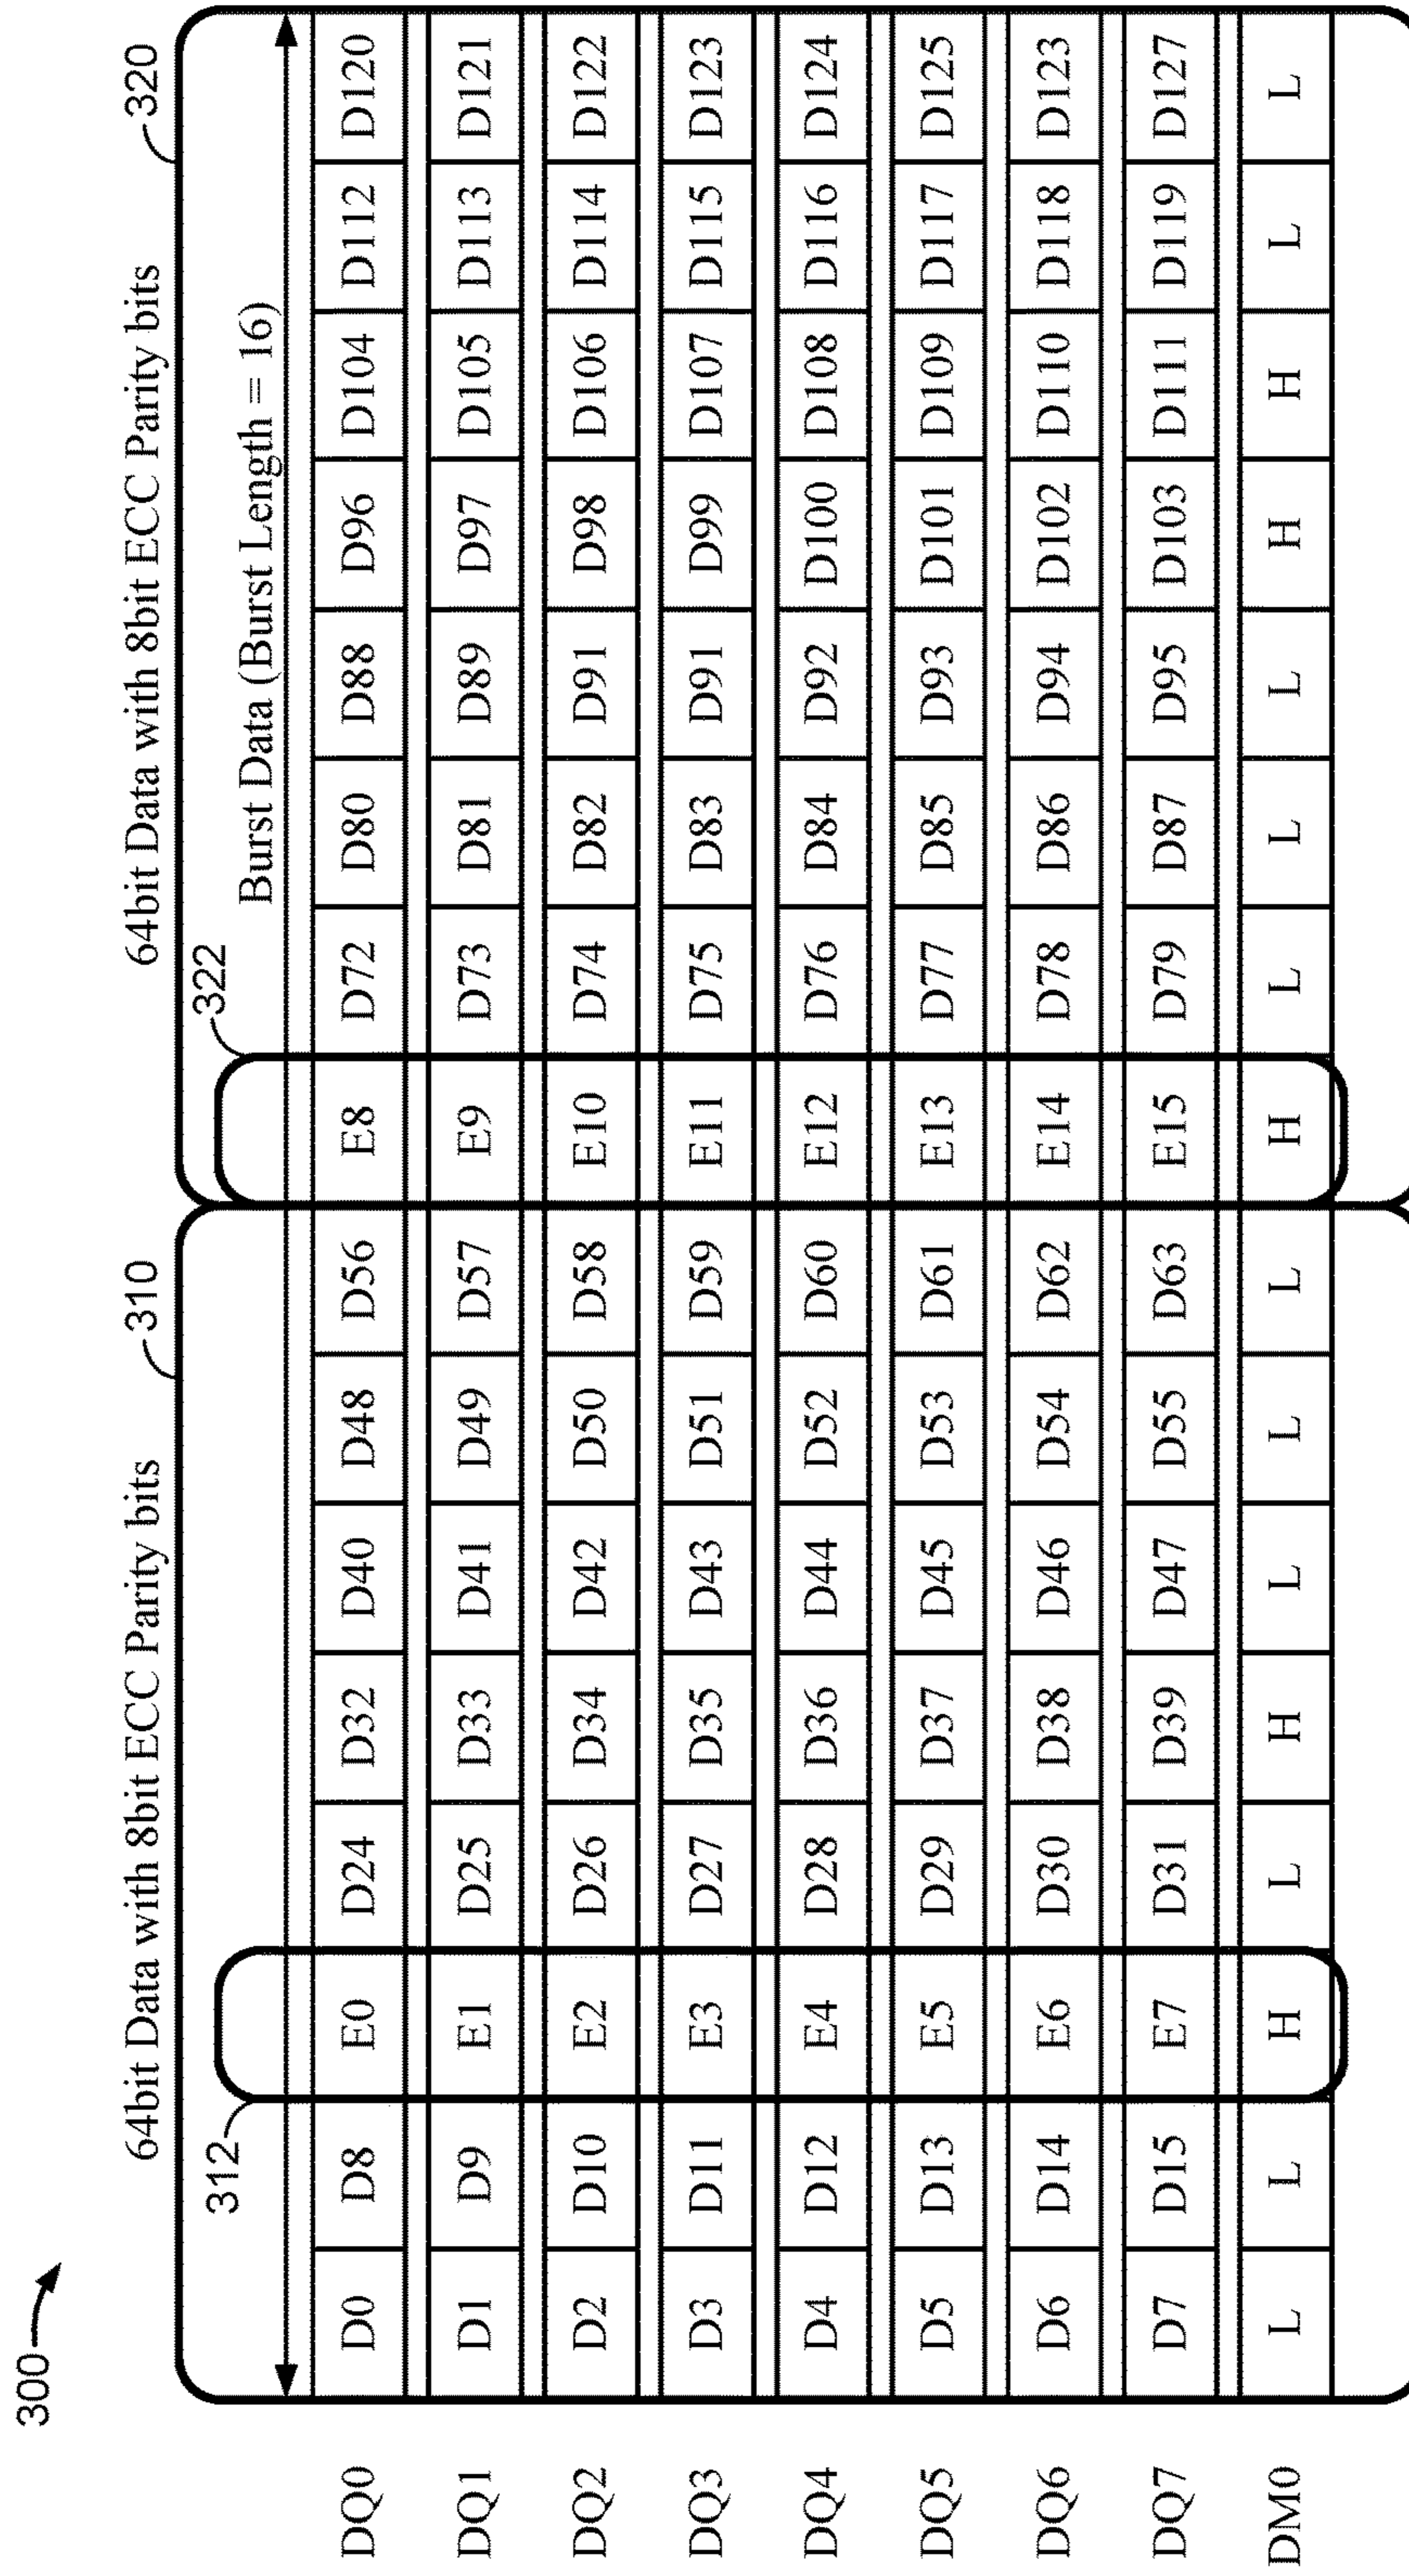 300
64bit Data with 8bit ECC Parity bits 310 64bit Data with 8bit ECC Parity bits 320
312 322
Burst Data (Burst Length = 16)
DQ0 D0 D8 E0 D24 D32 D40 D48 D56 E8 D72 D80 D88 D96 D104 D112 D120
DQ1 D1 D9 E1 D25 D33 D41 D49 D57 E9 D73 D81 D89 D97 D105 D113 D121
DQ2 D2 D10 E2 D26 D34 D42 D50 D58 E10 D74 D82 D91 D98 D106 D114 D122
DQ3 D3 D11 E3 D27 D35 D43 D51 D59 E11 D75 D83 D91 D99 D107 D115 D123
DQ4 D4 D12 E4 D28 D36 D44 D52 D60 E12 D76 D84 D92 D100 D108 D116 D124
DQ5 D5 D13 E5 D29 D37 D45 D53 D61 E13 D77 D85 D93 D101 D109 D117 D125
DQ6 D6 D14 E6 D30 D38 D46 D54 D62 E14 D78 D86 D94 D102 D110 D118 D123
DQ7 D7 D15 E7 D31 D39 D47 D55 D63 E15 D79 D87 D95 D103 D111 D119 D127
DM0 L L H L H L L L H L L L H H L L